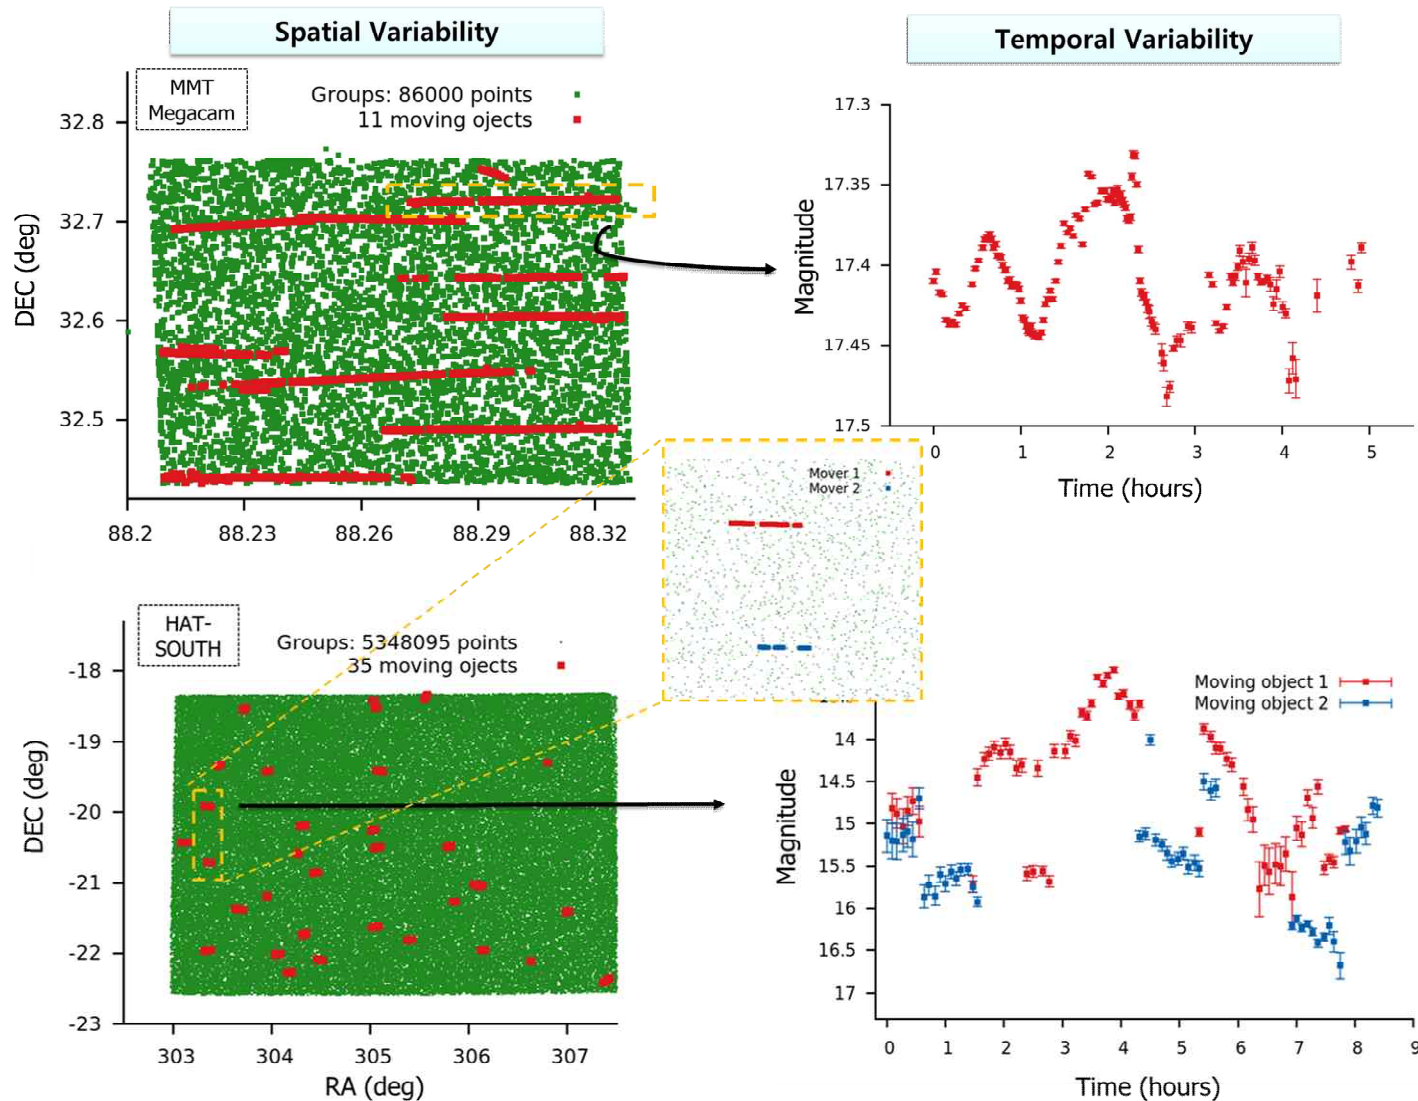 Spatial Variability
Temporal Variability
MMT
Megacam
Groups: 86000 points
11 moving ojects
32.8
32.7
32.6
32.5
DEC (deg)
88.2
88.23
88.26
88.29
88.32
17.3
17.35
17.4
17.45
17.5
Magnitude
0
1
2
3
4
5
Time (hours)
Mover 1
Mover 2
HAT-
SOUTH
Groups: 5348095 points
35 moving ojects
-18
-19
-20
-21
-22
-23
DEC (deg)
303
304
305
306
307
RA (deg)
Moving object 1
Moving object 2
14
14.5
15
15.5
16
16.5
17
Magnitude
0
1
2
3
4
5
6
7
8
9
Time (hours)